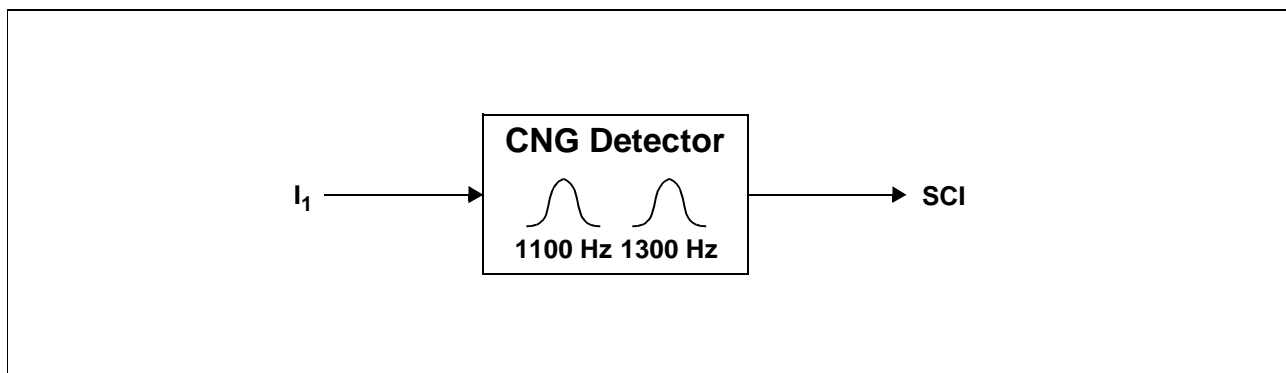 CNG Detector
I₁
SCI
1100 Hz 1300 Hz